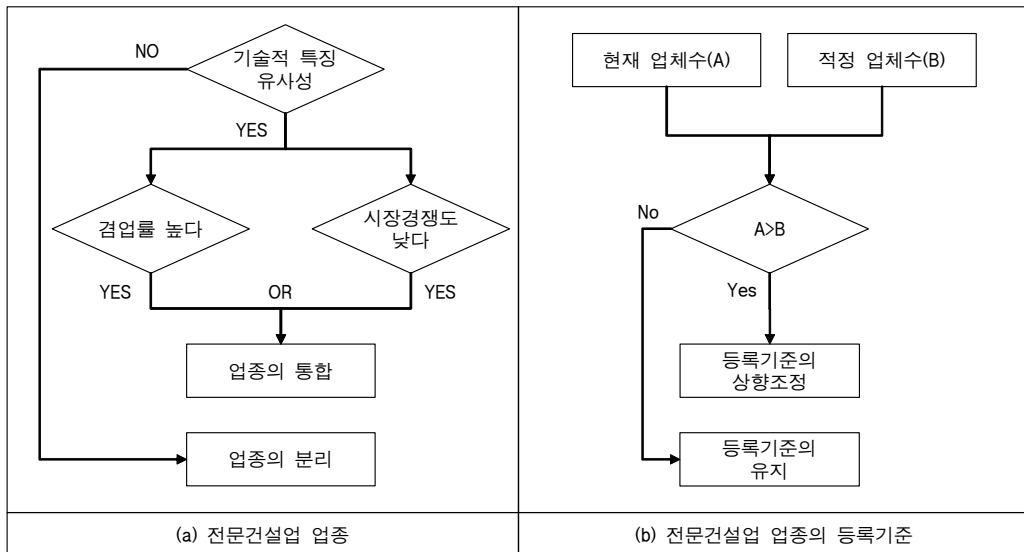 NO
기술적 특징
유사성
YES
겸업률 높다
시장경쟁도
낮다
YES
OR
YES
업종의 통합
업종의 분리
(a) 전문건설업 업종
현재 업체수(A)
적정 업체수(B)
No
A>B
Yes
등록기준의
상향조정
등록기준의
유지
(b) 전문건설업 업종의 등록기준